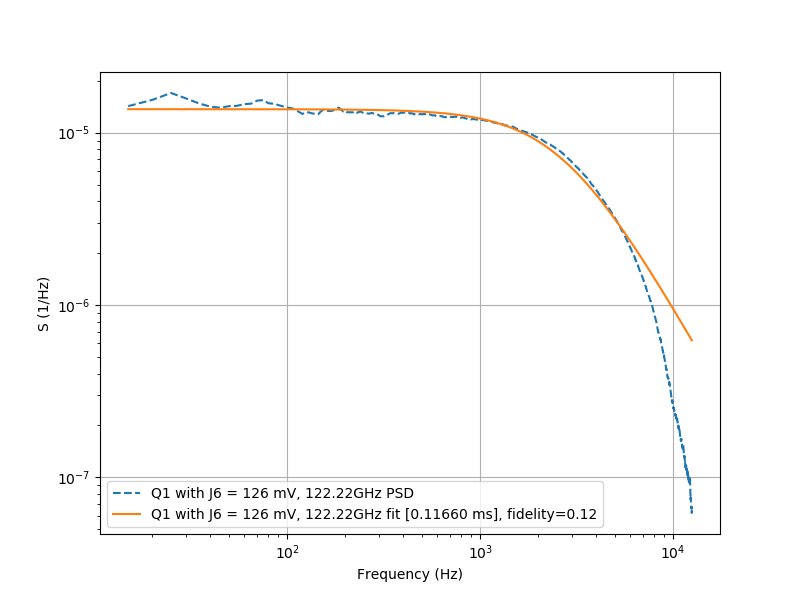 10⁻⁵
10⁻⁶
10⁻⁷
S (1/Hz)
Q1 with J6 = 126 mV, 122.22GHz PSD
Q1 with J6 = 126 mV, 122.22GHz fit [0.11660 ms], fidelity=0.12
10² 10³ 10⁴
Frequency (Hz)